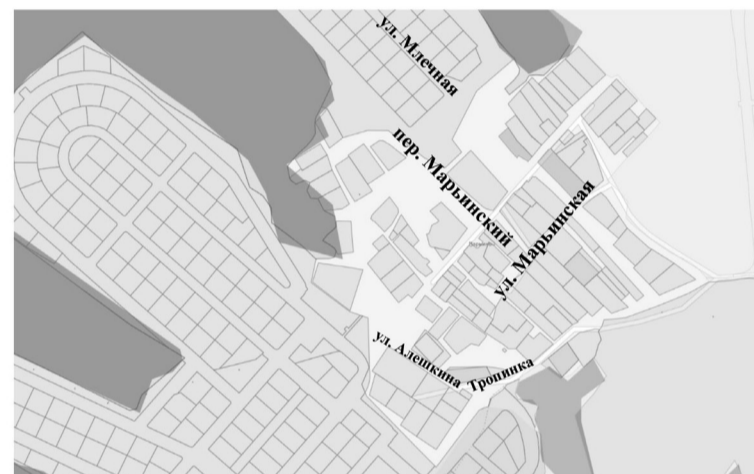 ул. Млечная
пер. Марьинский
ул. Марьинская
ул. Алешкина Тропинка